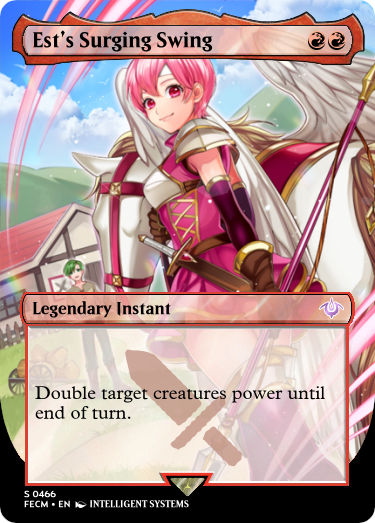 Est's Surging Swing
Legendary Instant
Double target creatures power until
end of turn.
S 0466
FECM • EN INTELLIGENT SYSTEMS